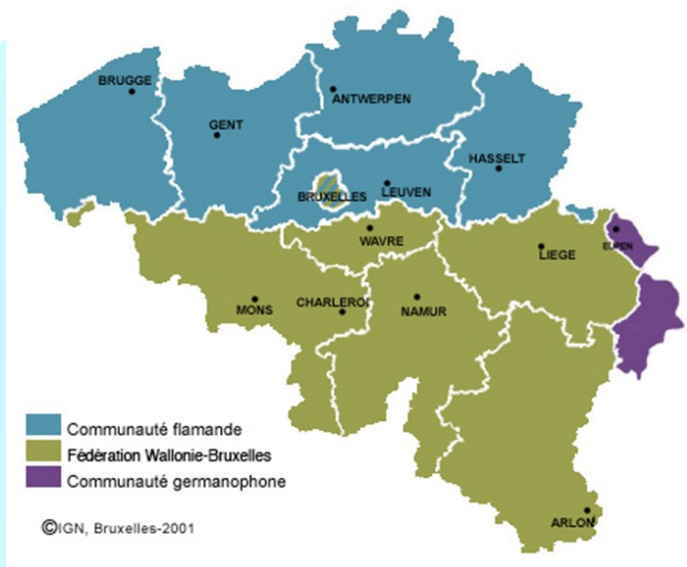 BRUGGE
ANTWERPEN
GENT
HASSELT
BRUXELLES
LEUVEN
WAVRE
EUPEN
LIEGE
MONS
CHARLEROI
NAMUR
Communauté flamande
Fédération Wallonie-Bruxelles
Communauté germanophone
©IGN, Bruxelles-2001
ARLON